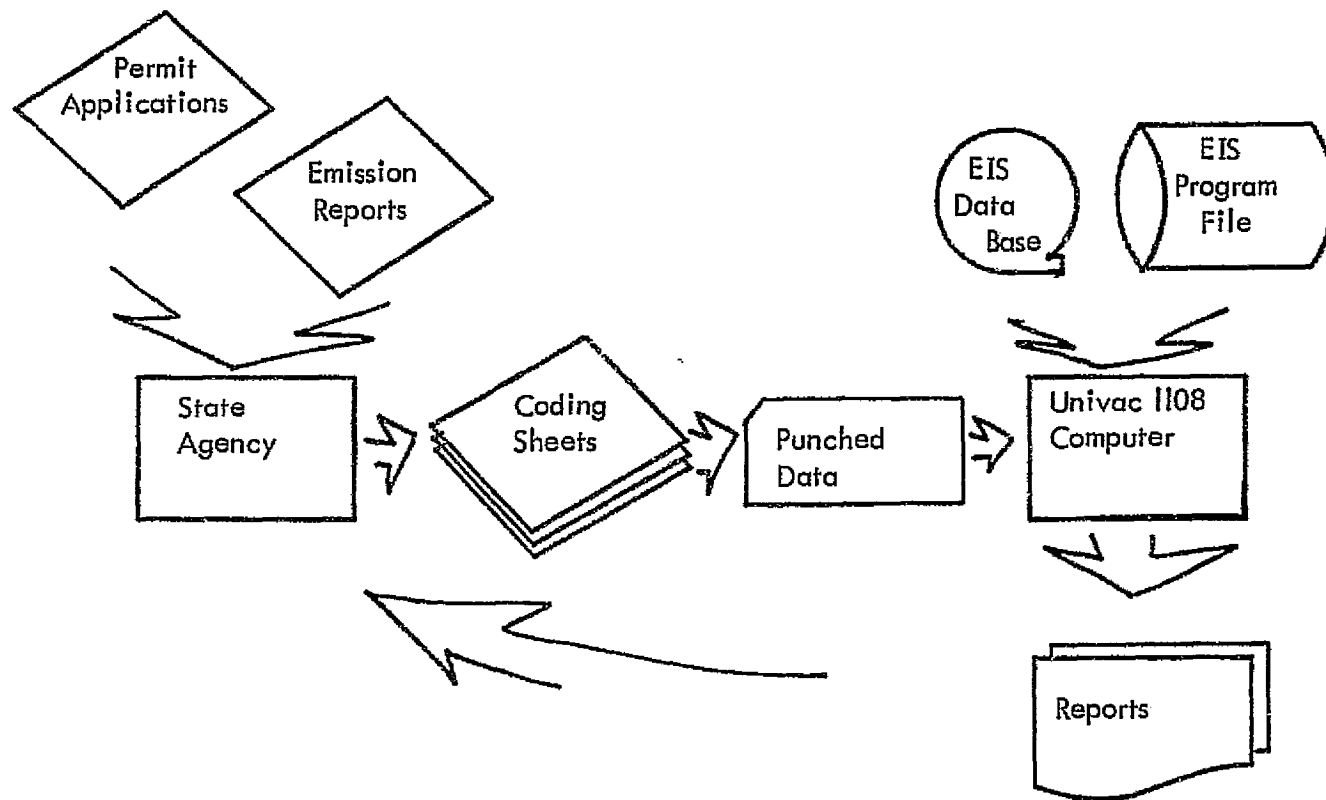 Permit
Applications
Emission
Reports
EIS
Data
Base
EIS
Program
File
State
Agency
Coding
Sheets
Punched
Data
Univac 1108
Computer
Reports